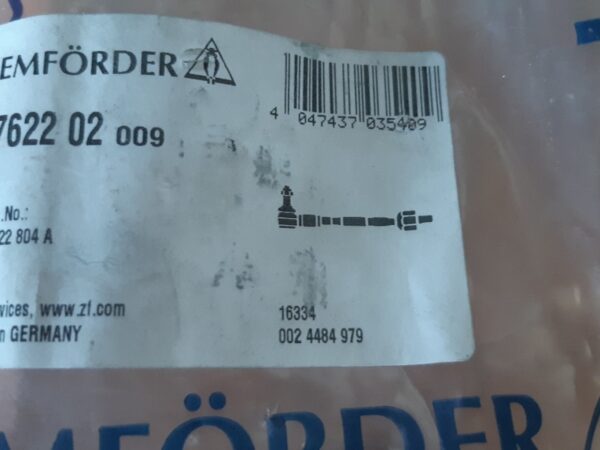 EMFÖRDER
4 047437 035409
7622 02 009
.No.:
22 804 A
vices, www.zf.com
n GERMANY
16334
002 4484 979
EMFÖRDER